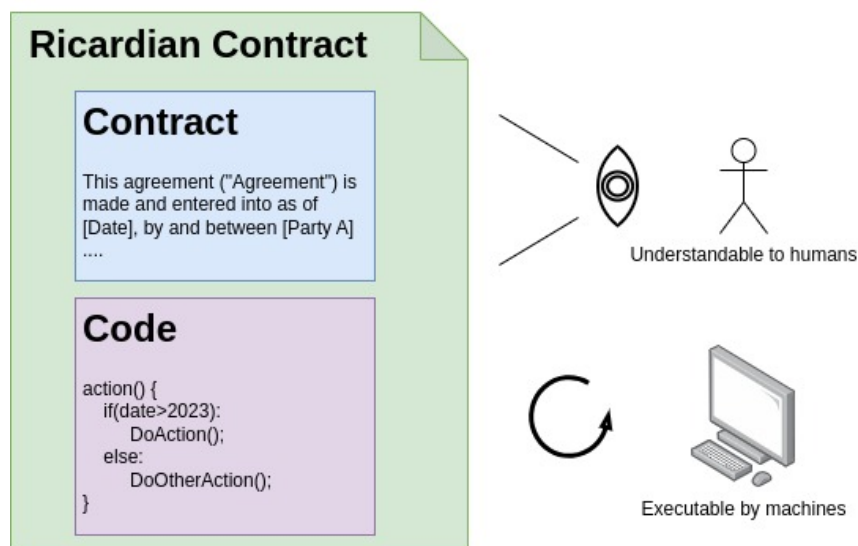 Ricardian Contract
Contract
This agreement ("Agreement") is
made and entered into as of
[Date], by and between [Party A]
....
Understandable to humans
Code
action() {
if(date>2023):
DoAction();
else:
DoOtherAction();
}
Executable by machines